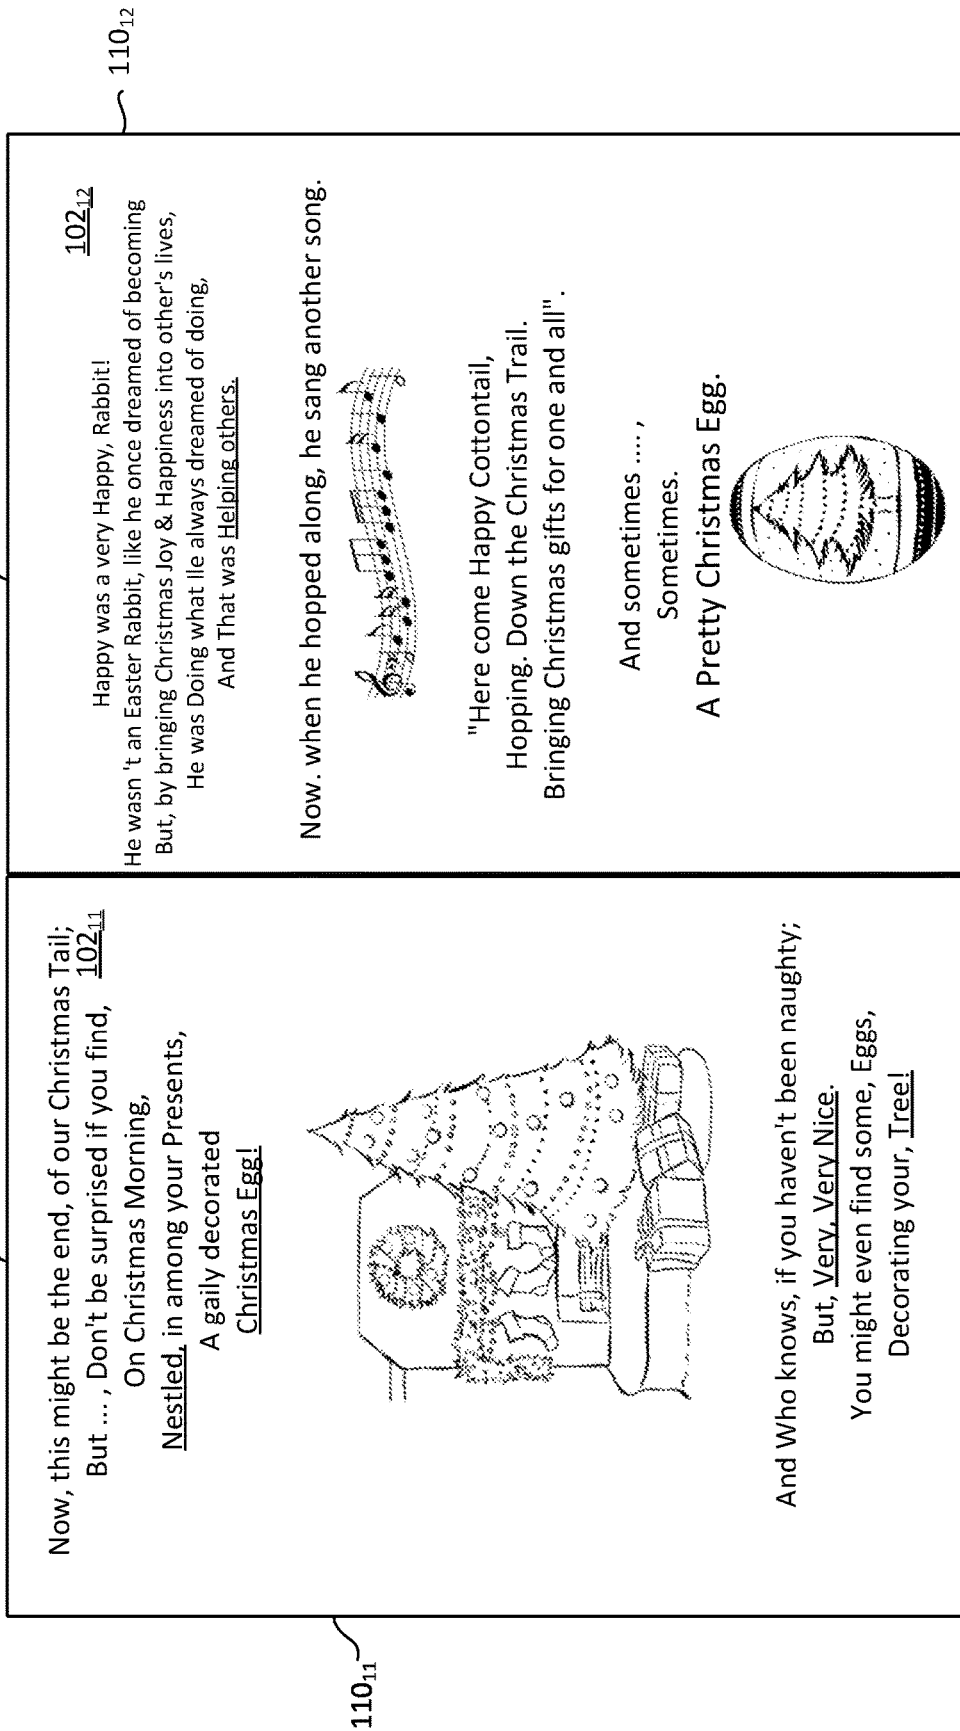 110₁₁
Now, this might be the end, of our Christmas Tail;
102₁₁
But ... , Don't be surprised if you find,
On Christmas Morning,
Nestled, in among your Presents,
A gaily decorated
Christmas Egg!
And Who knows, if you haven't been naughty;
But, Very, Very Nice.
You might even find some, Eggs,
Decorating your, Tree!
110₁₂
102₁₂
Happy was a very Happy, Rabbit!
He wasn't an Easter Rabbit, like he once dreamed of becoming
But, by bringing Christmas Joy & Happiness into other's lives,
He was Doing what lle always dreamed of doing,
And That was Helping others.
Now. when he hopped along, he sang another song.
"Here come Happy Cottontail,
Hopping. Down the Christmas Trail.
Bringing Christmas gifts for one and all".
And sometimes ..... ,
Sometimes.
A Pretty Christmas Egg.